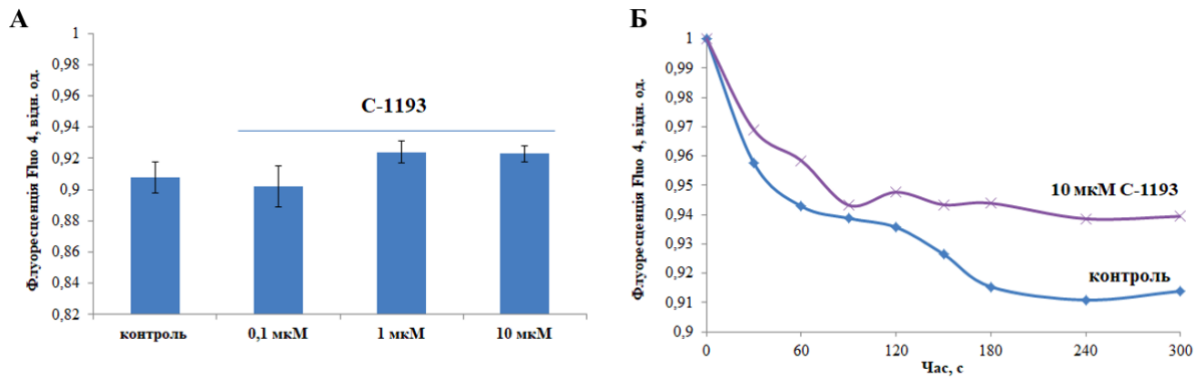 А
Флуоресценція Fluo 4, відн. од.
1
0,98
0,96
0,94
0,92
0,9
0,88
0,86
0,84
0,82
С-1193
контроль
0,1 мкМ
1 мкМ
10 мкМ
Б
Флуоресценція Fluo 4, відн. од.
1
0,99
0,98
0,97
0,96
0,95
0,94
0,93
0,92
0,91
0,9
10 мкМ С-1193
контроль
0
60
120
180
240
300
Час, с